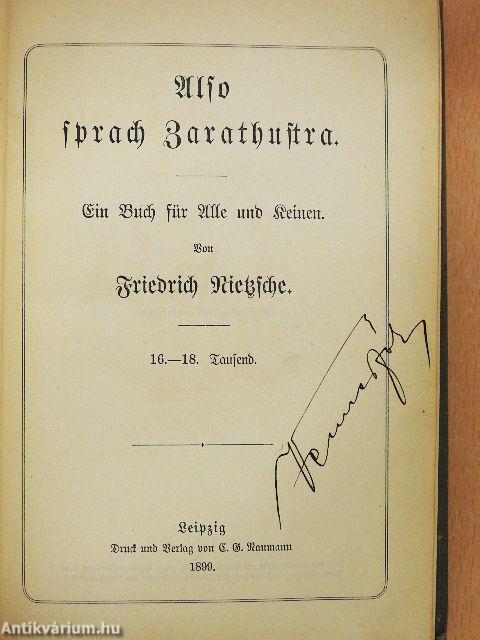 Also
sprach Zarathustra.
Ein Buch für Alle und Keinen.
Von
Friedrich Nietzsche.
16.—18. Tausend.
Leipzig
Druck und Verlag von C. G. Naumann
1899.
Antikvárium.hu